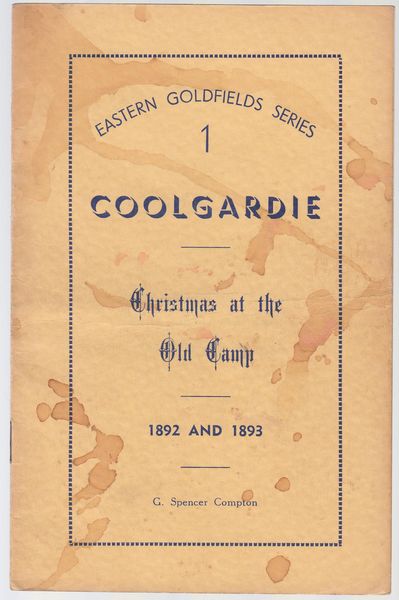 EASTERN GOLDFIELDS SERIES
1
COOLGARDIE
Christmas at the
Old Camp
1892 AND 1893
G. Spencer Compton